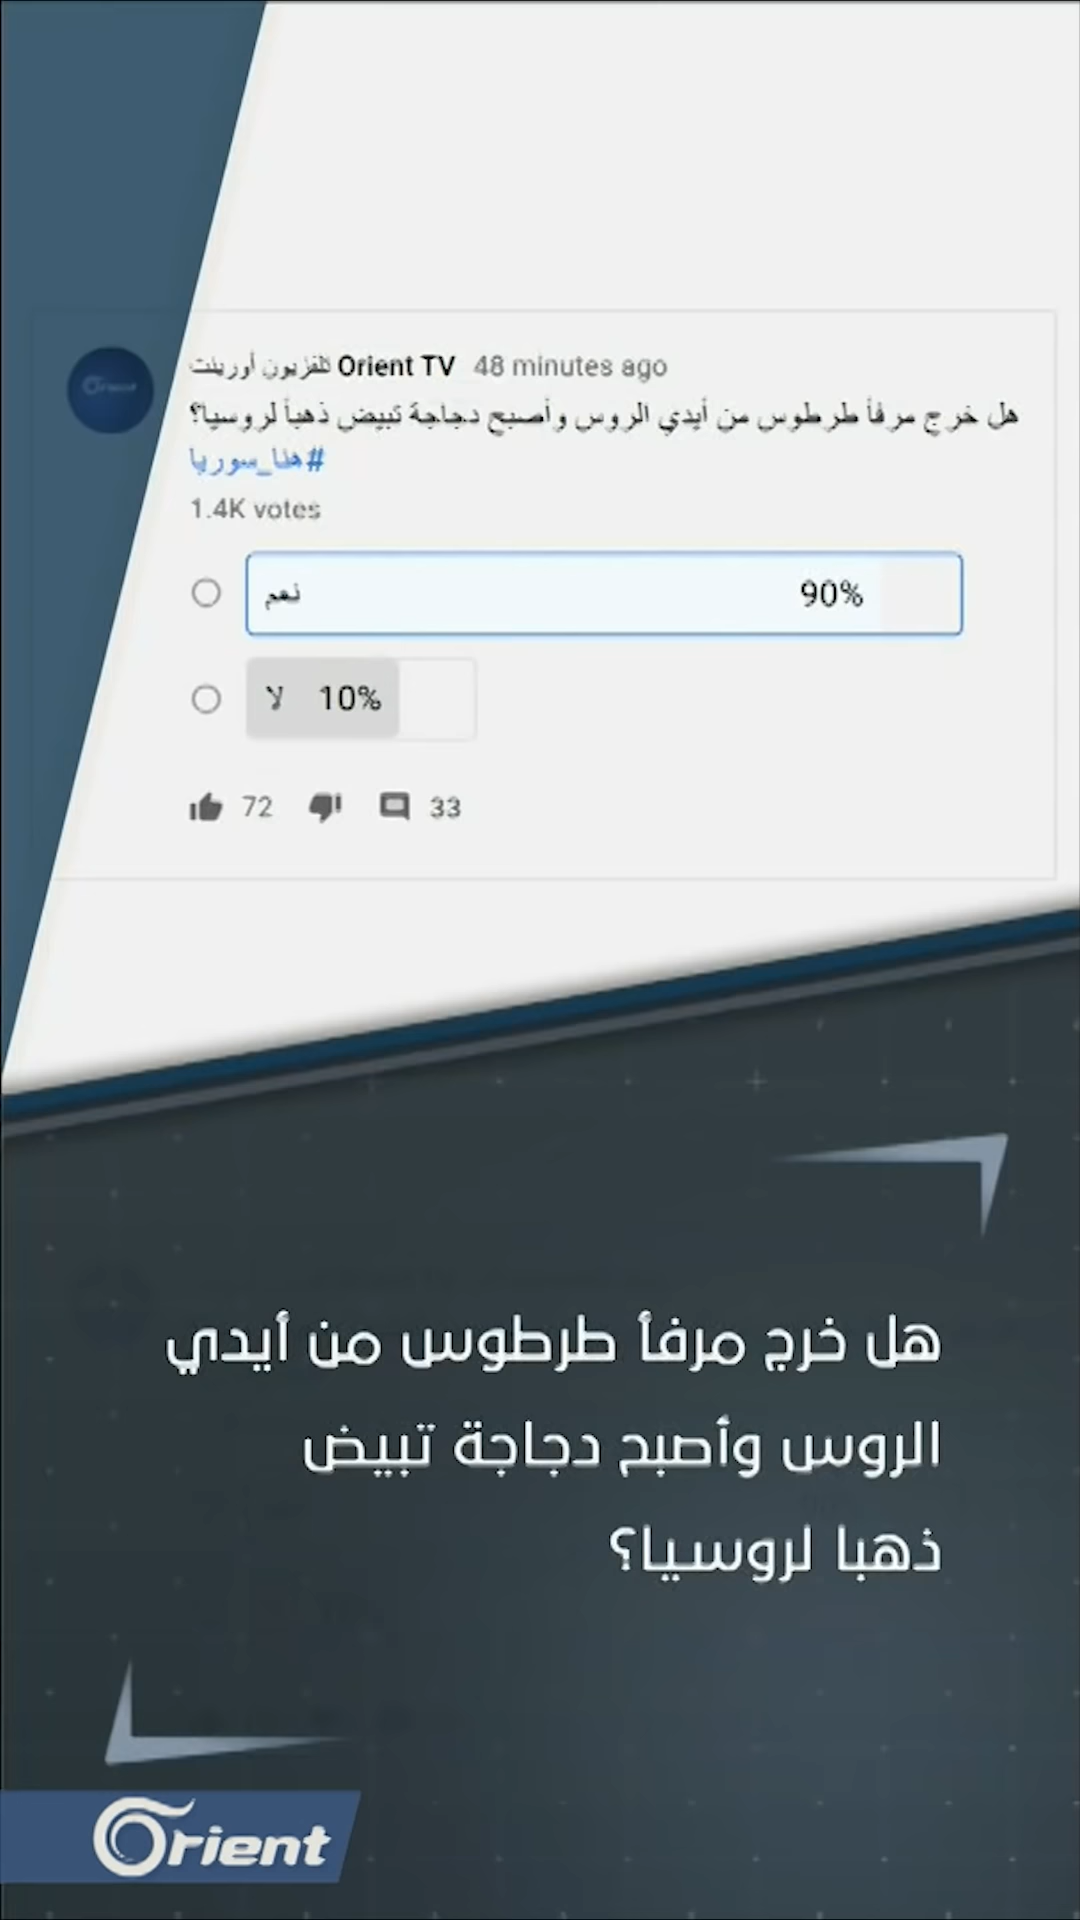 تلفزيون أورينت Orient TV 48 minutes ago
هل خرج مرفأ طرطوس من أيدي الروس وأصبح دجاجة تبيض ذهباً لروسيا؟
#هنا_سوريا
1.4K votes
نعم 90%
لا 10%
72 33
هل خرج مرفأ طرطوس من أيدي
الروس وأصبح دجاجة تبيض
ذهبا لروسيا؟
Orient